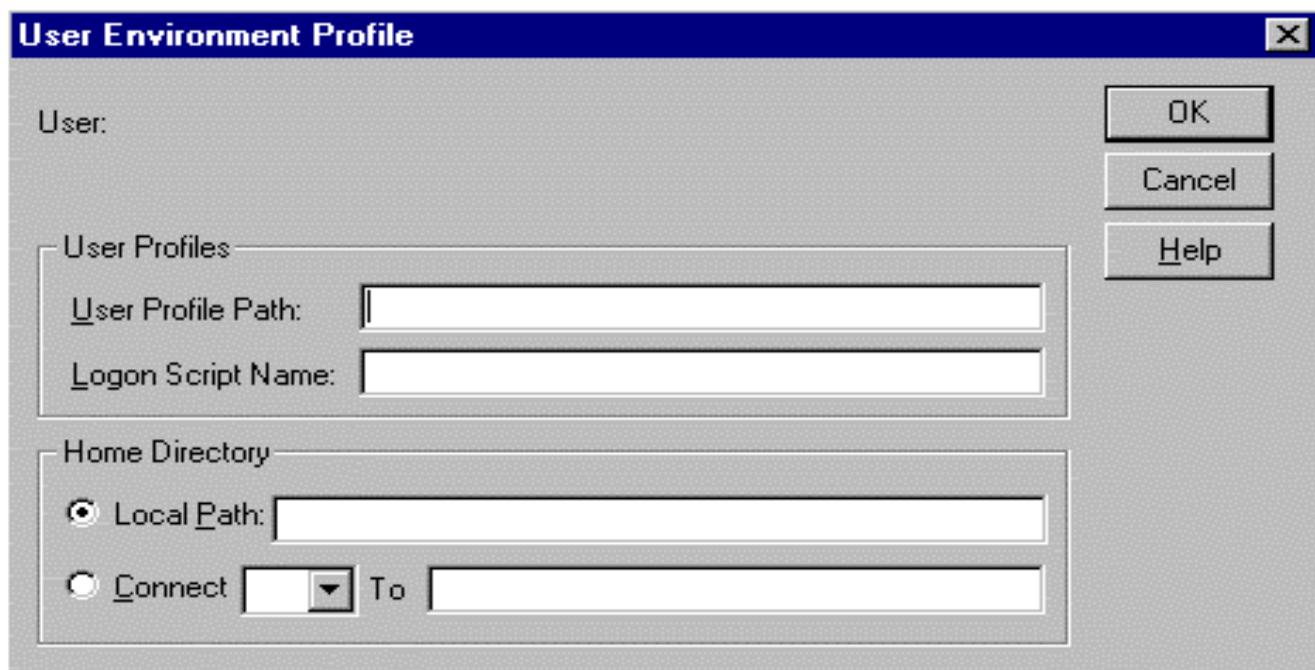 User Environment Profile
User:
OK
Cancel
Help
User Profiles
User Profile Path:
Logon Script Name:
Home Directory
Local Path:
Connect To